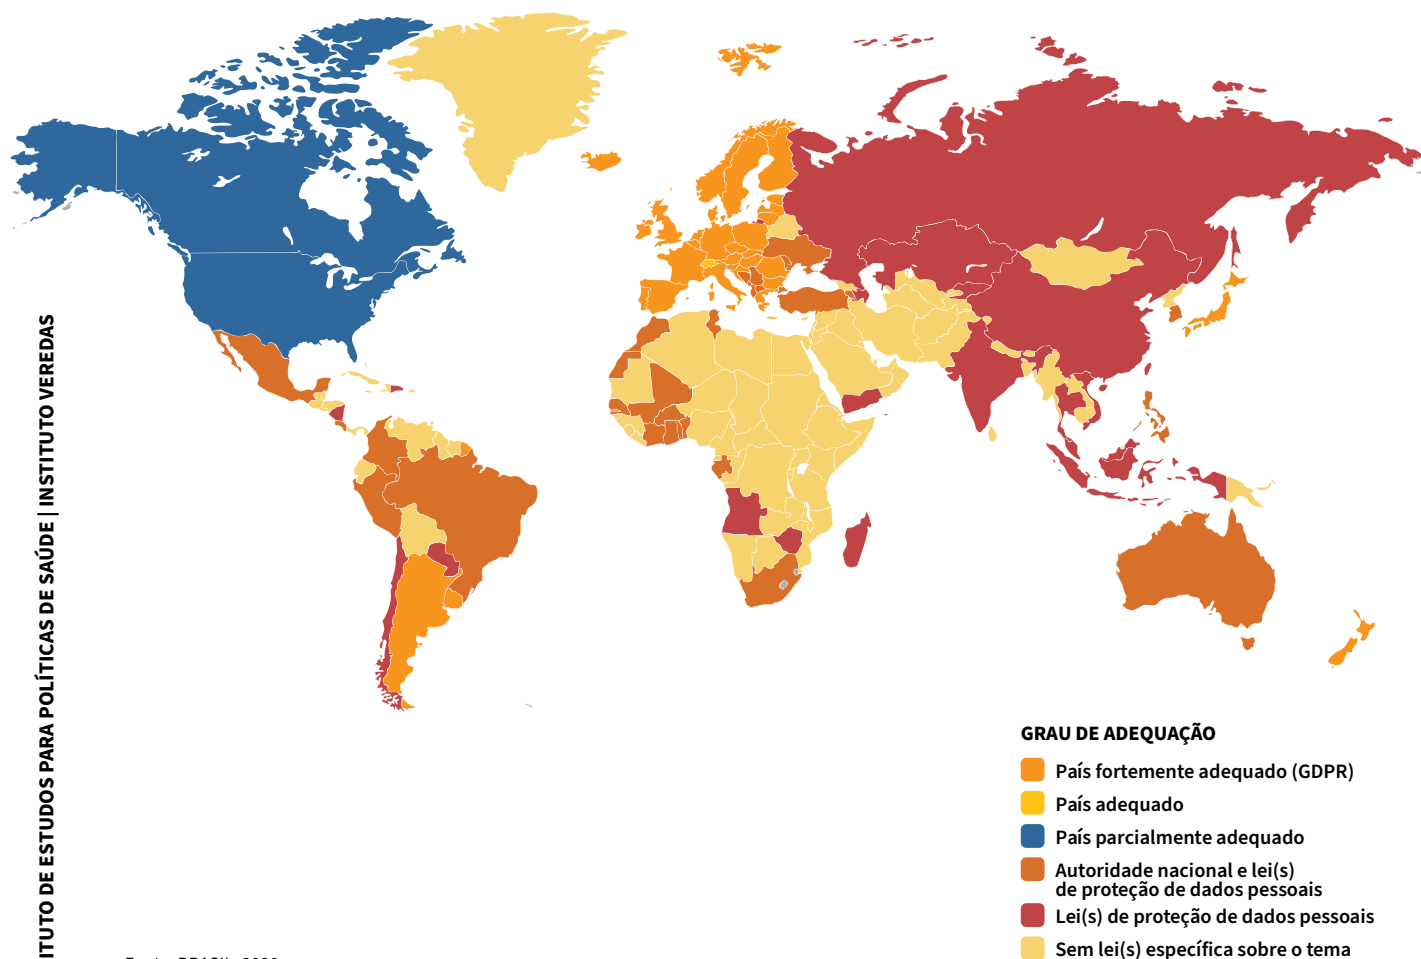 ITUTO DE ESTUDOS PARA POLÍTICAS DE SAÚDE | INSTITUTO VEREDAS
GRAU DE ADEQUAÇÃO
País fortemente adequado (GDPR)
País adequado
País parcialmente adequado
Autoridade nacional e lei(s)
de proteção de dados pessoais
Lei(s) de proteção de dados pessoais
Sem lei(s) específica sobre o tema